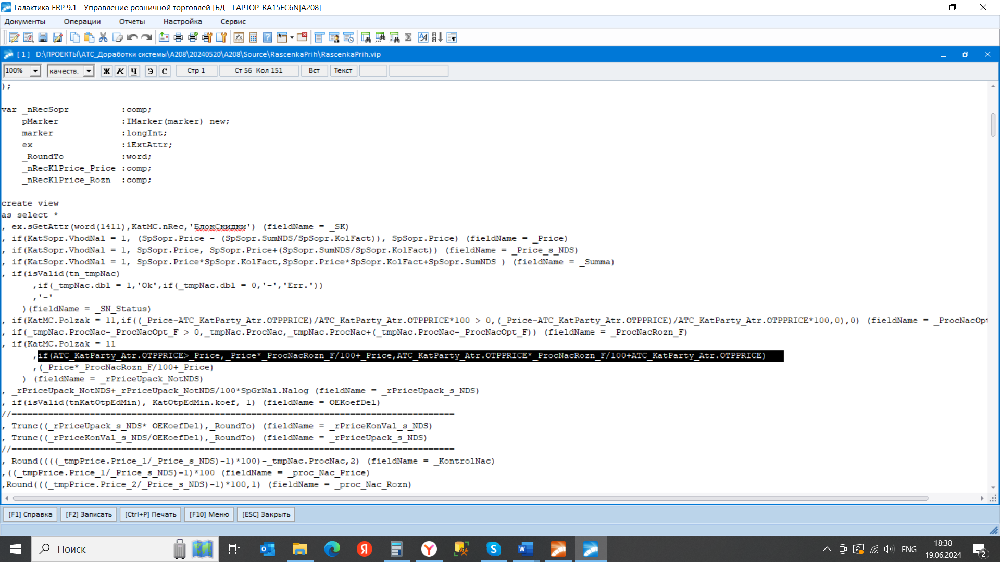 Галактика ERP 9.1 - Управление розничной торговлей [БД - LAPTOP-RA15EC6N|A208]
Документы Операции Отчеты Настройка Сервис
[ 1 ] D:\ПРОЕКТЫ\АТС_Доработки системы\A208\20240520\A208\Source\RascenkaPrih\RascenkaPrih.vip
100% качеств. Ж К Ч Э С Стр 1 Ст 56 Кол 151 Вст Текст
);
var _nRecSopr :comp;
pMarker :IMarker(marker) new;
marker :longInt;
ex :iExtAttr;
_RoundTo :word;
_nRecKlPrice_Price :comp;
_nRecKlPrice_Rozn :comp;
create view
as select *
, ex.sGetAttr(word(1411),KatMC.nRec,'БлокСкидки') (fieldName = _SK)
, if(KatSopr.VhodNal = 1, (SpSopr.Price - (SpSopr.SumNDS/SpSopr.KolFact)), SpSopr.Price) (fieldName = _Price)
, if(KatSopr.VhodNal = 1, SpSopr.Price, SpSopr.Price+(SpSopr.SumNDS/SpSopr.KolFact)) (fieldName = _Price_s_NDS)
, if(KatSopr.VhodNal = 1, SpSopr.Price*SpSopr.KolFact,SpSopr.Price*SpSopr.KolFact+SpSopr.SumNDS ) (fieldName = _Summa)
, if(isValid(tn_tmpNac)
,if(_tmpNac.dbl = 1,'Ok',if(_tmpNac.dbl = 0,'-','Err.'))
,'-'
)(fieldName = _SN_Status)
, if(KatMC.Polzak = 11,if((_Price-ATC_KatParty_Atr.OTPPRICE)/ATC_KatParty_Atr.OTPPRICE*100 > 0,(_Price-ATC_KatParty_Atr.OTPPRICE)/ATC_KatParty_Atr.OTPPRICE*100,0),0) (fieldName = _ProcNacOpt
, if(_tmpNac.ProcNac-_ProcNacOpt_F > 0,_tmpNac.ProcNac,_tmpNac.ProcNac+(_tmpNac.ProcNac-_ProcNacOpt_F)) (fieldName = _ProcNacRozn_F)
, if(KatMC.Polzak = 11
,if(ATC_KatParty_Atr.OTPPRICE>_Price,_Price*_ProcNacRozn_F/100+_Price,ATC_KatParty_Atr.OTPPRICE*_ProcNacRozn_F/100+ATC_KatParty_Atr.OTPPRICE)
,(_Price*_ProcNacRozn_F/100+_Price)
) (fieldName = _rPriceUpack_NotNDS)
, _rPriceUpack_NotNDS+_rPriceUpack_NotNDS/100*SpGrNal.Nalog (fieldName = _rPriceUpack_s_NDS)
, if(isValid(tnKatOtpEdMin), KatOtpEdMin.koef, 1) (fieldName = OEKoefDel)
//=====================================================================================
, Trunc((_rPriceUpack_s_NDS* OEKoefDel),_RoundTo) (fieldName = _rPriceKonVal_s_NDS)
, Trunc((_rPriceKonVal_s_NDS/OEKoefDel),_RoundTo) (fieldName = _rPriceUpack_s_NDS)
//=====================================================================================
, Round((((_tmpPrice.Price_1/_Price_s_NDS)-1)*100)-_tmpNac.ProcNac,2) (fieldName = _KontrolNac)
,((_tmpPrice.Price_1/_Price_s_NDS)-1)*100 (fieldName = _proc_Nac_Price)
,Round(((_tmpPrice.Price_2/_Price_s_NDS)-1)*100,1) (fieldName = _proc_Nac_Rozn)
[F1] Справка [F2] Записать [Ctrl+P] Печать [F10] Меню [ESC] Закрыть
Поиск ENG 18:38
19.06.2024 2